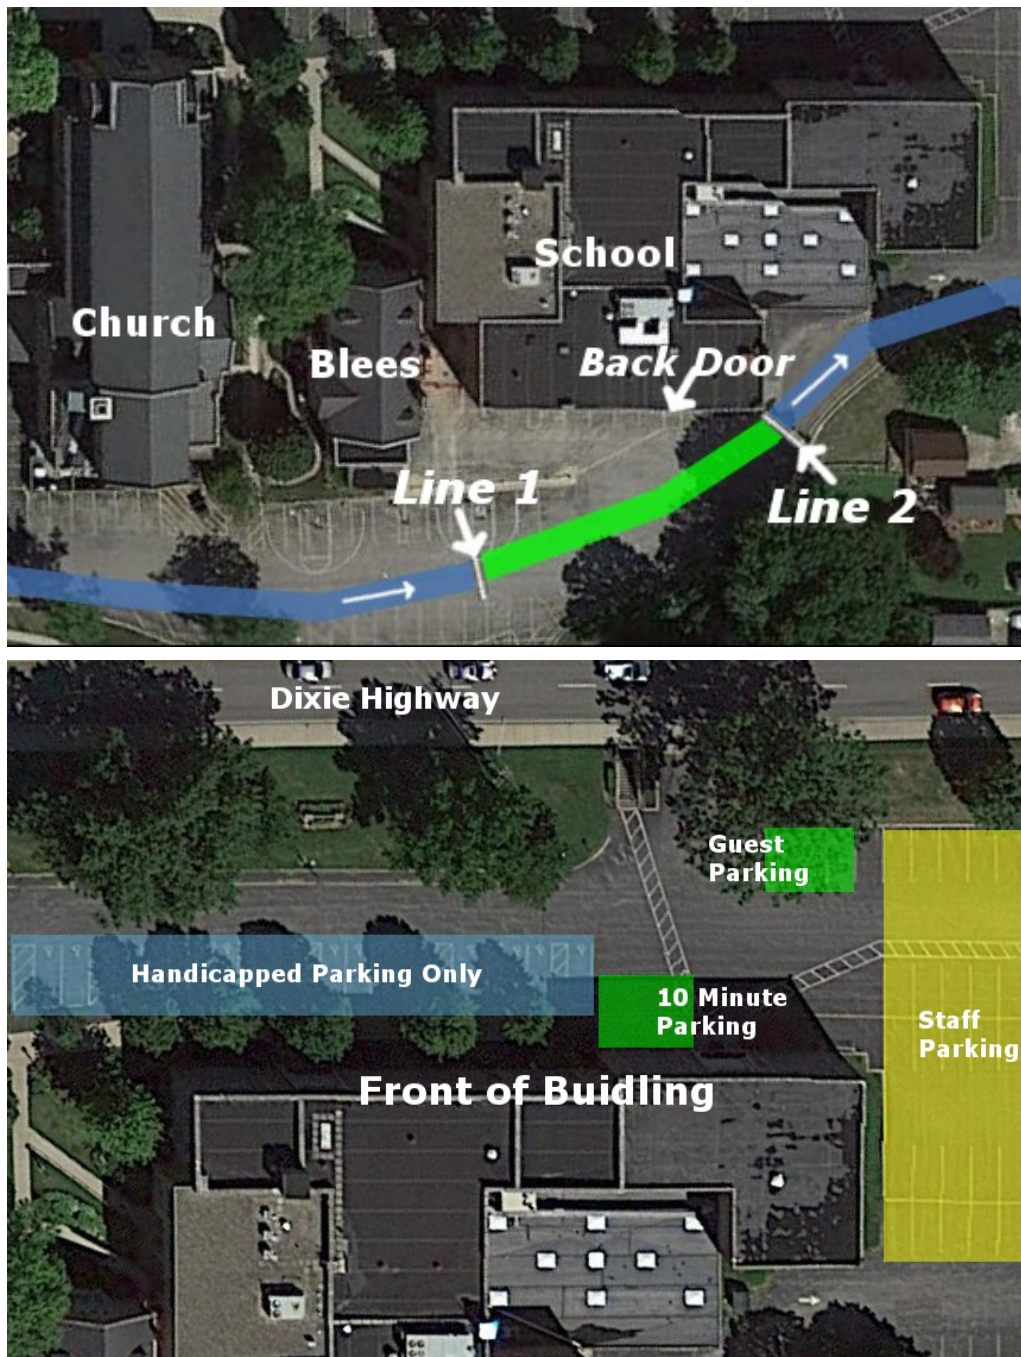 School
Church
Blees
Back Door
Line 1
Line 2
Dixie Highway
Guest
Parking
Handicapped Parking Only
10 Minute
Parking
Staff
Parking
Front of Buidling